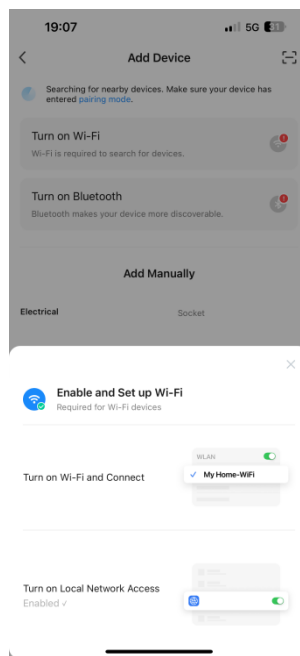 19:07
5G 31
Add Device
Searching for nearby devices. Make sure your device has
entered pairing mode.
Turn on Wi-Fi
Wi-Fi is required to search for devices.
Turn on Bluetooth
Bluetooth makes your device more discoverable.
Add Manually
Electrical
Socket
Enable and Set up Wi-Fi
Required for Wi-Fi devices
WLAN
Turn on Wi-Fi and Connect
✓ My Home-WiFi
Turn on Local Network Access
Enabled √